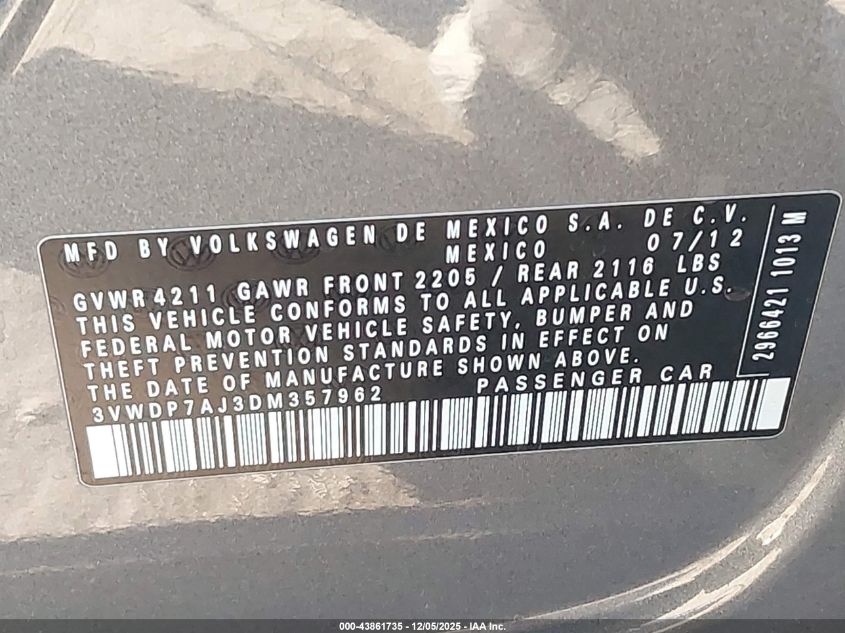 MFD BY VOLKSWAGEN DE MEXICO S.A. DE C.V.
MEXICO 07/12
GVWR 4211 GAWR FRONT 2205 / REAR 2116 LBS
THIS VEHICLE CONFORMS TO ALL APPLICABLE U.S.
FEDERAL MOTOR VEHICLE SAFETY, BUMPER AND
THEFT PREVENTION STANDARDS IN EFFECT ON
THE DATE OF MANUFACTURE SHOWN ABOVE.
3VWDP7AJ3DM357962 PASSENGER CAR
2966421 1013 M
000-43861735 - 12/05/2025 - IAA Inc.